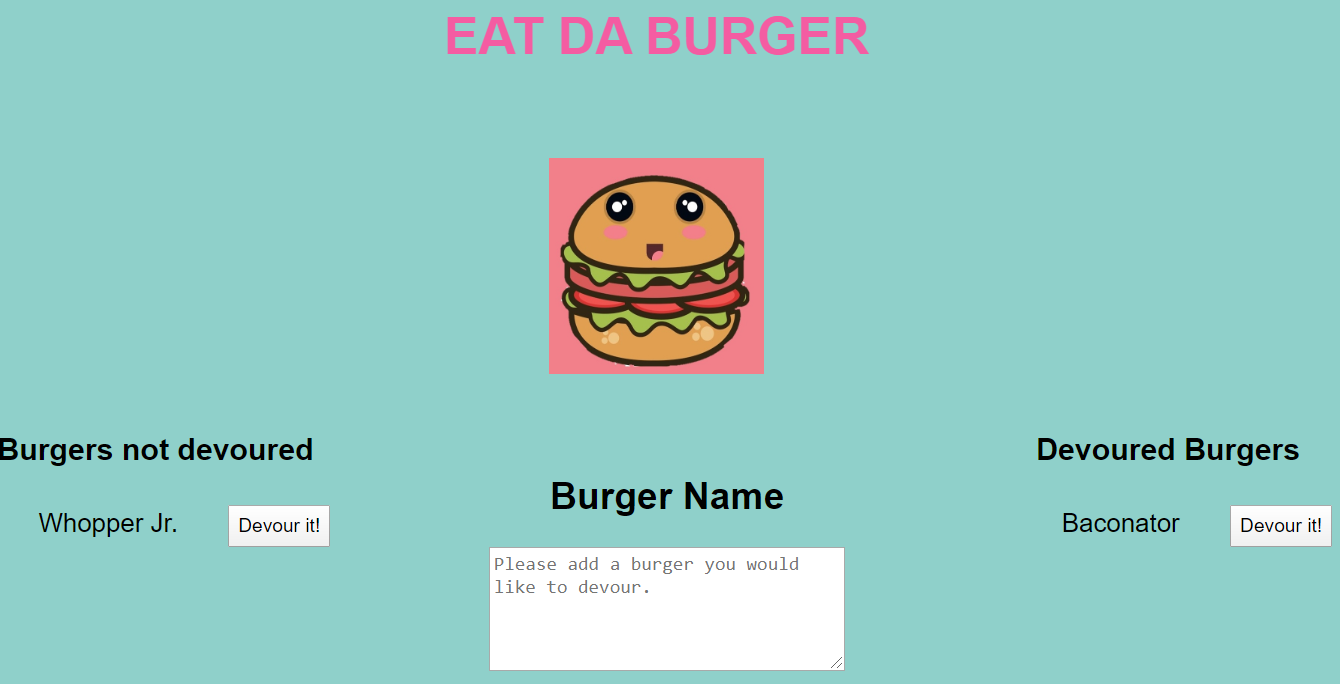 EAT DA BURGER
Burgers not devoured
Whopper Jr. Devour it!
Burger Name
Please add a burger you would
like to devour.
Devoured Burgers
Baconator Devour it!